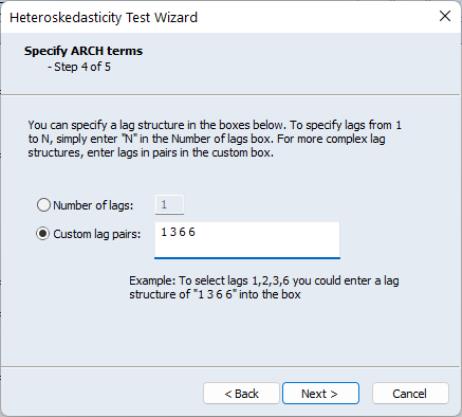 Heteroskedasticity Test Wizard
Specify ARCH terms
- Step 4 of 5
You can specify a lag structure in the boxes below. To specify lags from 1
to N, simply enter "N" in the Number of lags box. For more complex lag
structures, enter lags in pairs in the custom box.
Number of lags: 1
Custom lag pairs: 1 3 6 6
Example: To select lags 1,2,3,6 you could enter a lag
structure of "1 3 6 6" into the box
< Back Next > Cancel